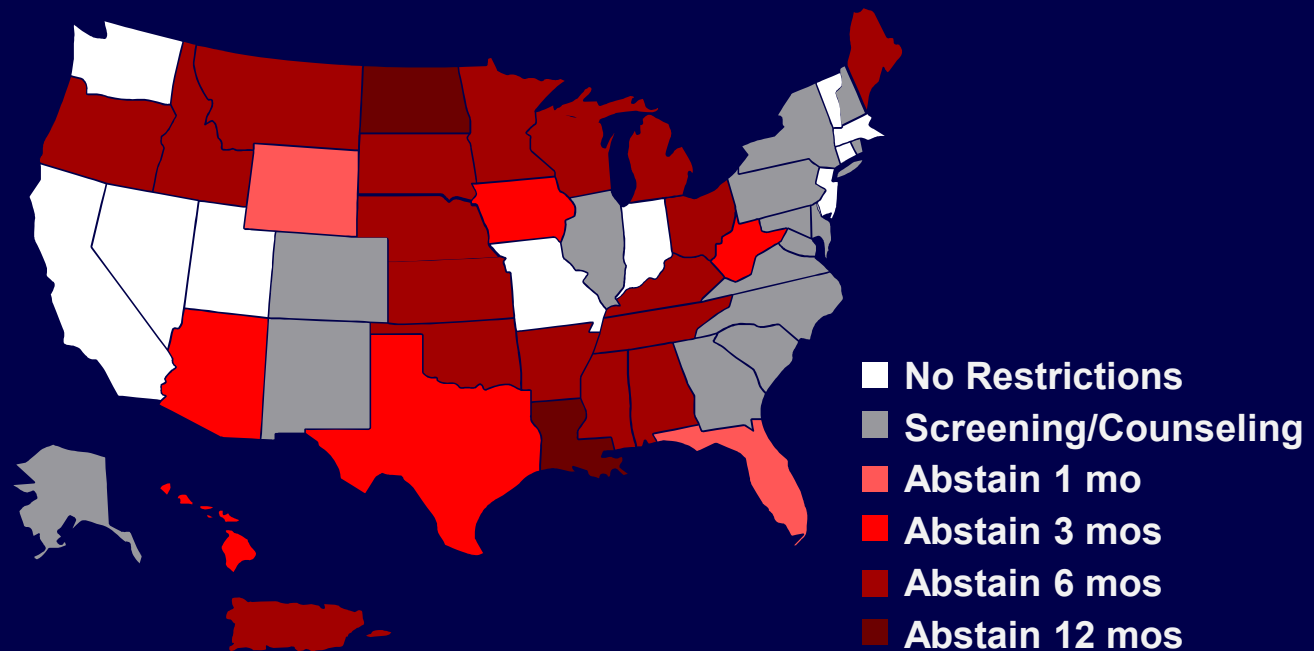 No Restrictions
Screening/Counseling
Abstain 1 mo
Abstain 3 mos
Abstain 6 mos
Abstain 12 mos